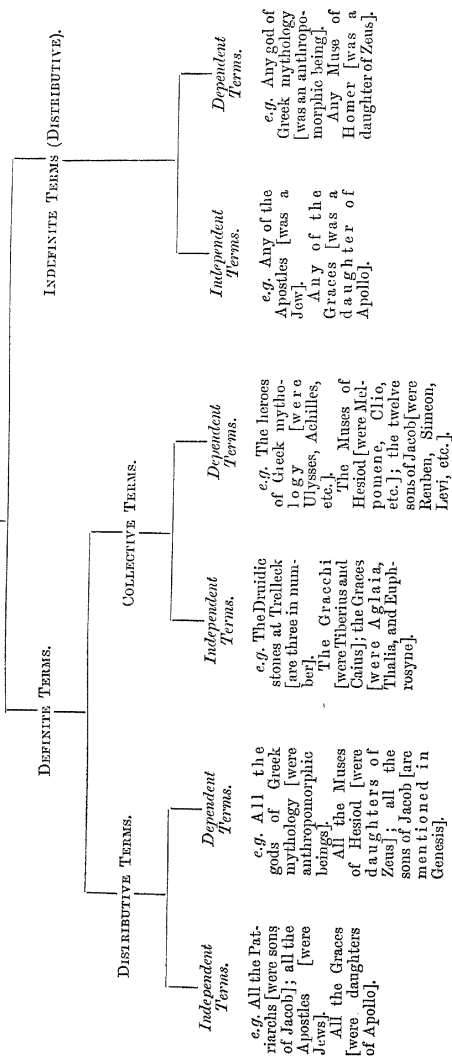 DEFINITE TERMS.
INDEFINITE TERMS (DISTRIBUTIVE).
DISTRIBUTIVE TERMS.
COLLECTIVE TERMS.
Independent
Terms.
e.g. All the Pat-
riarchs [were sons
of Jacob]; all the
Apostles [were
Jews].
All the Graces
[were daughters
of Apollo].
Dependent
Terms.
e.g. All the
gods of Greek
mythology [were
anthropomorphic
beings].
All the Muses
of Hesiod [were
daughters of
Zeus]; all the
sons of Jacob [are
mentioned in
Genesis].
Independent
Terms.
e.g. The Druidic
stones at Trelleck
[are three in num-
ber].
The Gracchi
[were Tiberius and
Caius]; the Graces
[were Aglaia,
Thalia, and Euph-
rosyne].
Dependent
Terms.
e.g. The heroes
of Greek mytho-
logy [were
Ulysses, Achilles,
etc.].
The Muses of
Hesiod [were Mel-
pomene, Clio,
etc.]; the twelve
sons of Jacob [were
Reuben, Simeon,
Levi, etc.].
Independent
Terms.
e.g. Any of the
Apostles [was a
Jew].
Any of the
Graces [was a
daughter of
Apollo].
Dependent
Terms.
e.g. Any god of
Greek mythology
[was an anthropo-
morphic being].
Any Muse of
Homer [was a
daughter of Zeus].